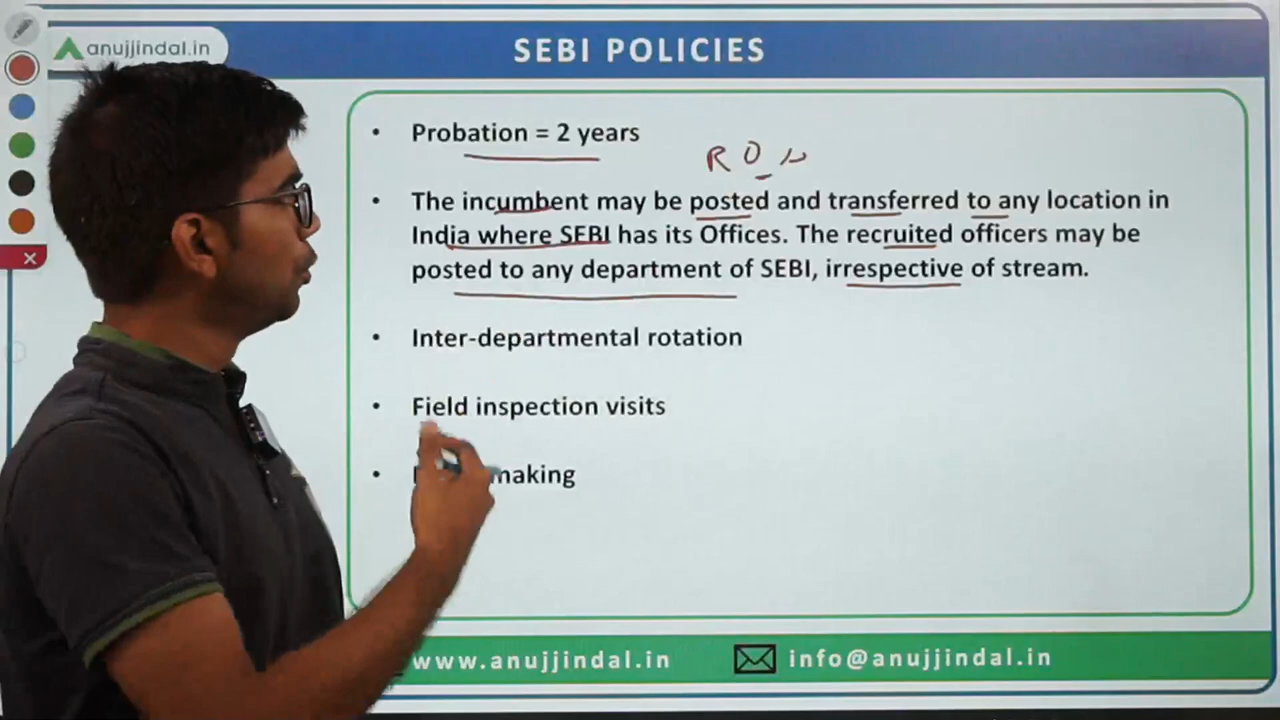 anujjindal.in
SEBI POLICIES
• Probation = 2 years
R O
• The incumbent may be posted and transferred to any location in
India where SEBI has its Offices. The recruited officers may be
posted to any department of SEBI, irrespective of stream.
• Inter-departmental rotation
• Field inspection visits
• making
www.anujjindal.in
info@anujjindal.in